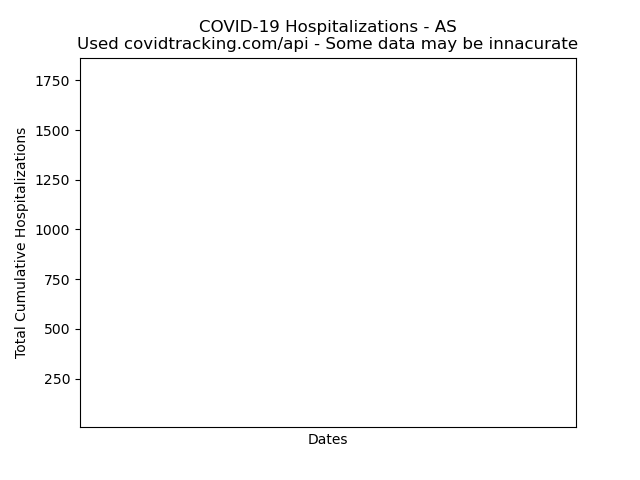 COVID-19 Hospitalizations - AS
Used covidtracking.com/api - Some data may be innacurate
Total Cumulative Hospitalizations
1750
1500
1250
1000
750
500
250
Dates